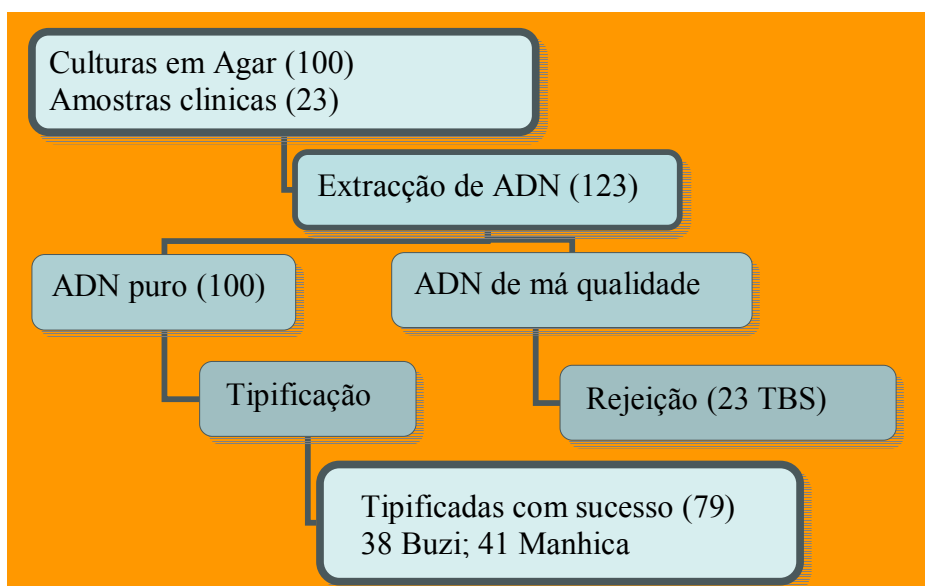 Culturas em Agar (100)
Amostras clinicas (23)
Extracção de ADN (123)
ADN puro (100)
ADN de má qualidade
Tipificação
Rejeição (23 TBS)
Tipificadas com sucesso (79)
38 Buzi; 41 Manhica